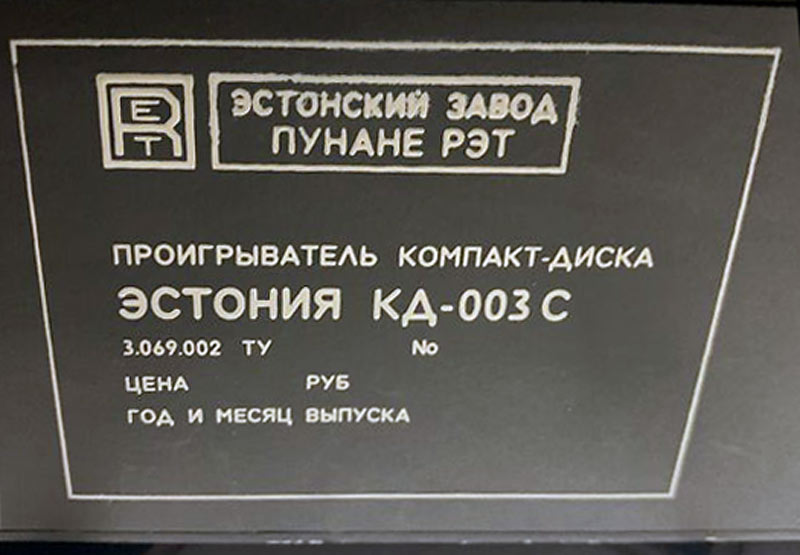 RET
ЭСТОНСКИЙ ЗАВОД
ПУНАНЕ РЭТ
ПРОИГРЫВАТЕЛЬ КОМПАКТ-ДИСКА
ЭСТОНИЯ КД-003 С
3.069.002 ТУ No
ЦЕНА РУБ
ГОД И МЕСЯЦ ВЫПУСКА